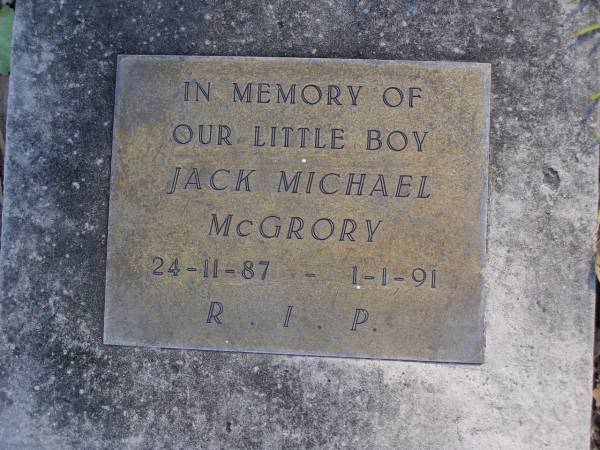 IN MEMORY OF
OUR LITTLE BOY
JACK MICHAEL
McGRORY
24-11-87 - 1-1-91
R . I . P.